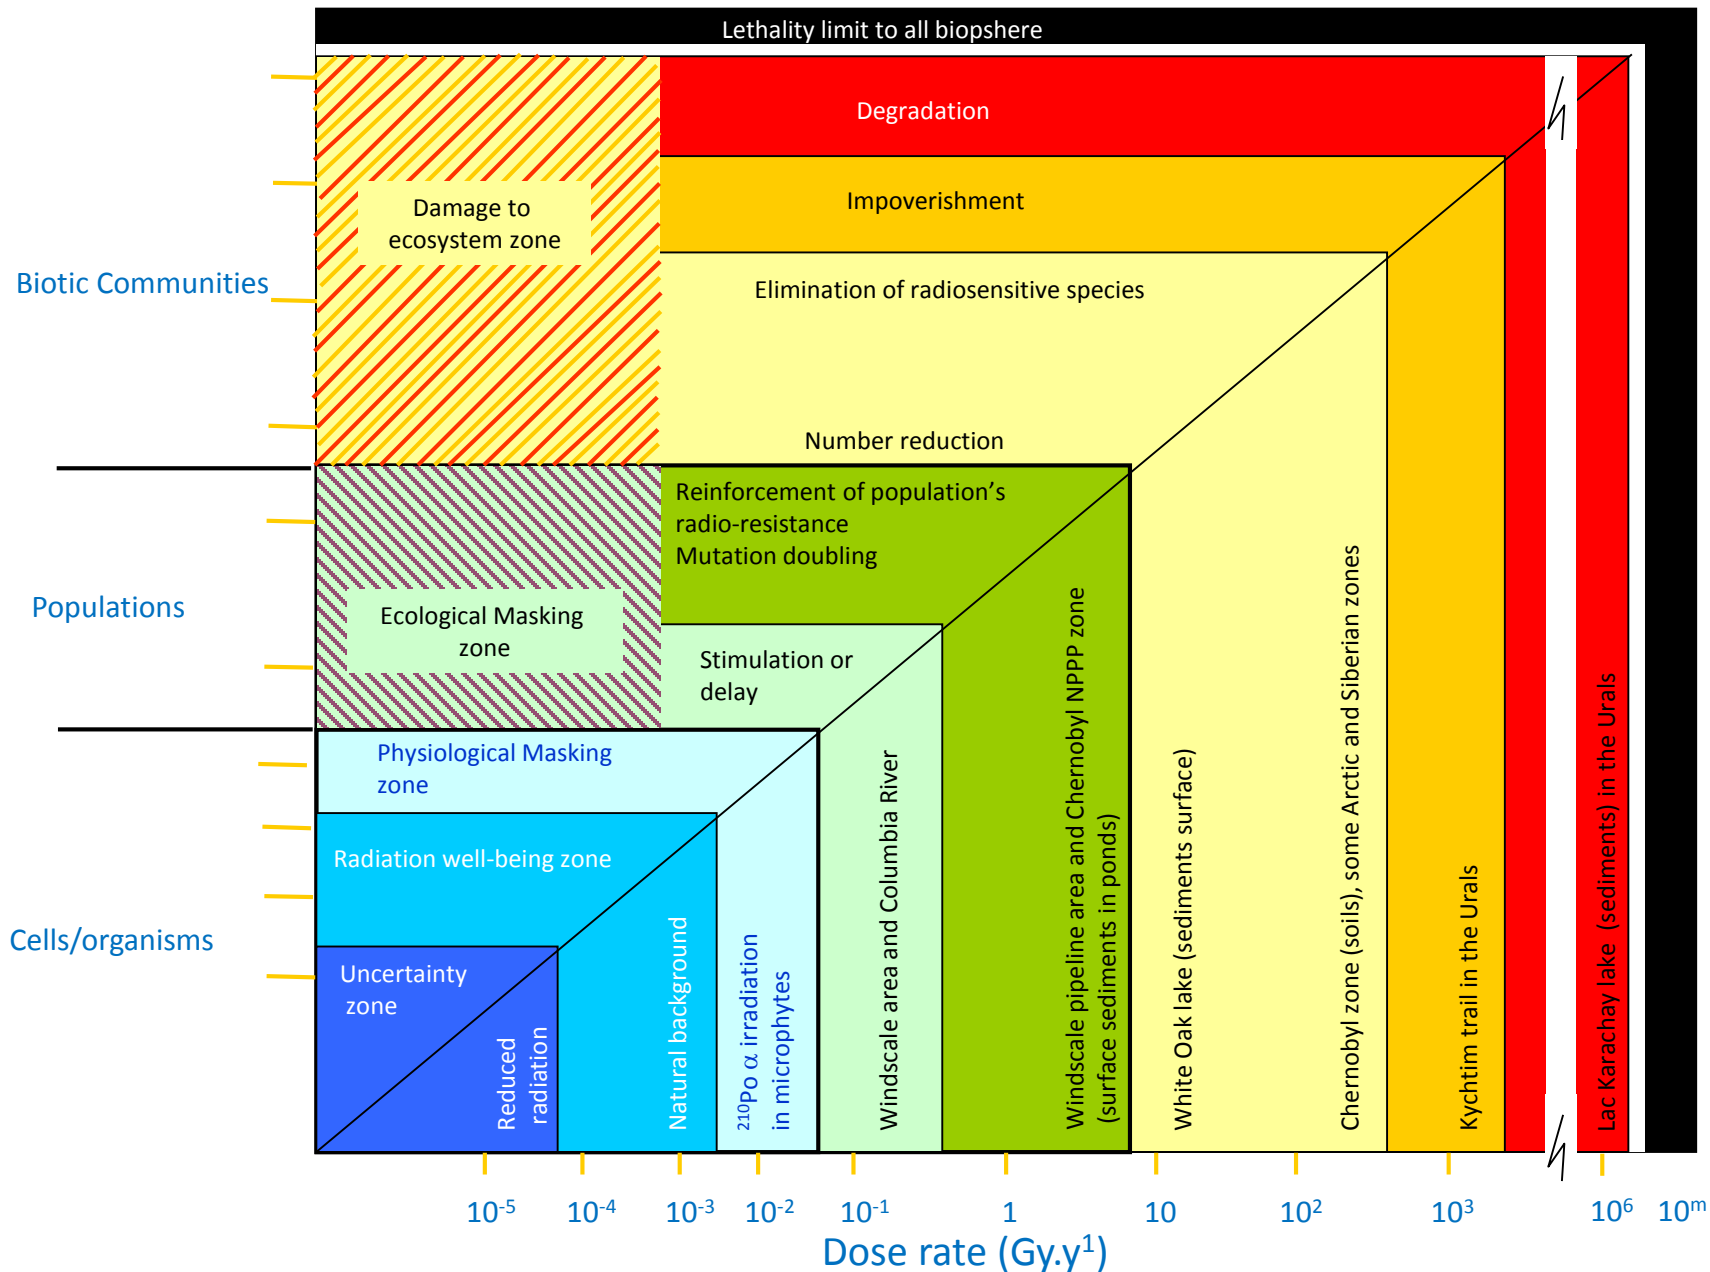 Lethality limit to all biopshere
Degradation
Impoverishment
Damage to
ecosystem zone
Biotic Communities
Elimination of radiosensitive species
Number reduction
Reinforcement of population's
radio-resistance
Mutation doubling
Populations
Ecological Masking
zone
Stimulation or
delay
Physiological Masking
zone
Radiation well-being zone
Cells/organisms
Uncertainty
zone
Reduced
radiation
Natural background
²¹⁰Po α irradiation
in microphytes
Windscale area and Columbia River
Windscale pipeline area and Chernobyl NPPP zone
(surface sediments in ponds)
White Oak lake (sediments surface)
Chernobyl zone (soils), some Arctic and Siberian zones
Kychtim trail in the Urals
Lac Karachay lake (sediments) in the Urals
10⁻⁵ 10⁻⁴ 10⁻³ 10⁻² 10⁻¹ 1 10 10² 10³ 10⁶ 10ᵐ
Dose rate (Gy.y¹)